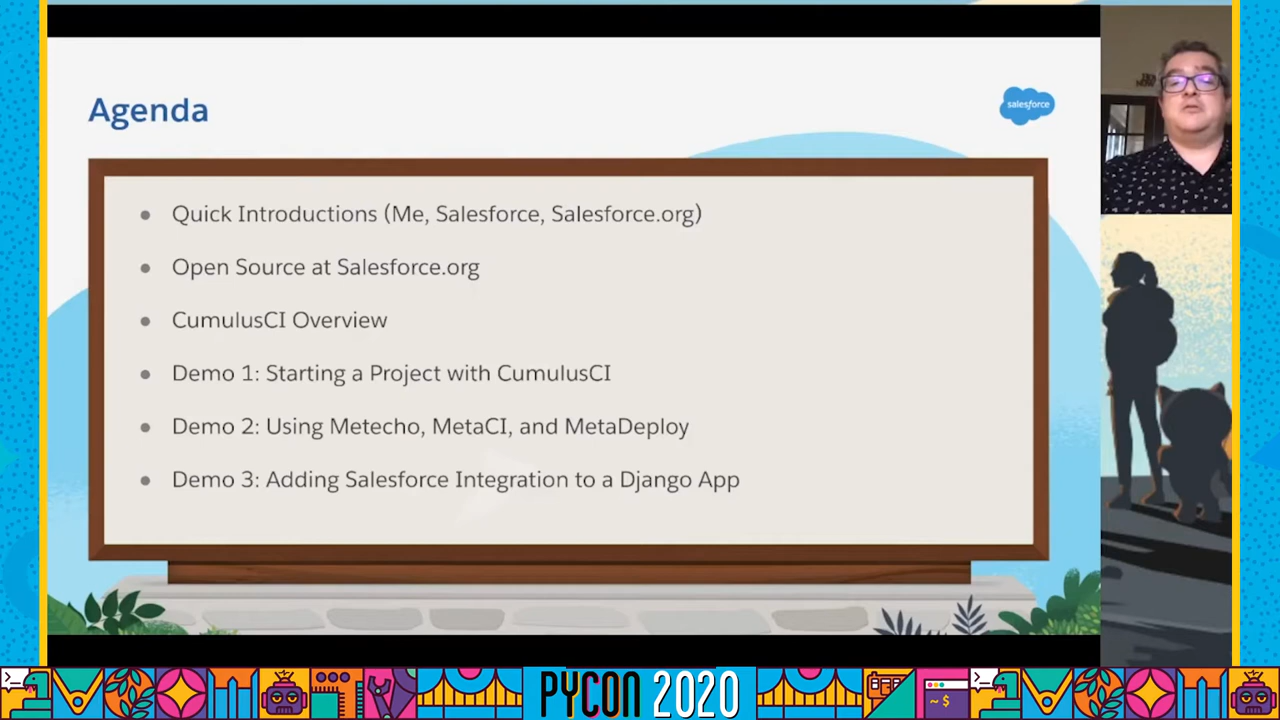 Agenda
salesforce
Quick Introductions (Me, Salesforce, Salesforce.org)
Open Source at Salesforce.org
CumulusCI Overview
Demo 1: Starting a Project with CumulusCI
Demo 2: Using Metecho, MetaCI, and MetaDeploy
Demo 3: Adding Salesforce Integration to a Django App
~ $
PYCON 2020